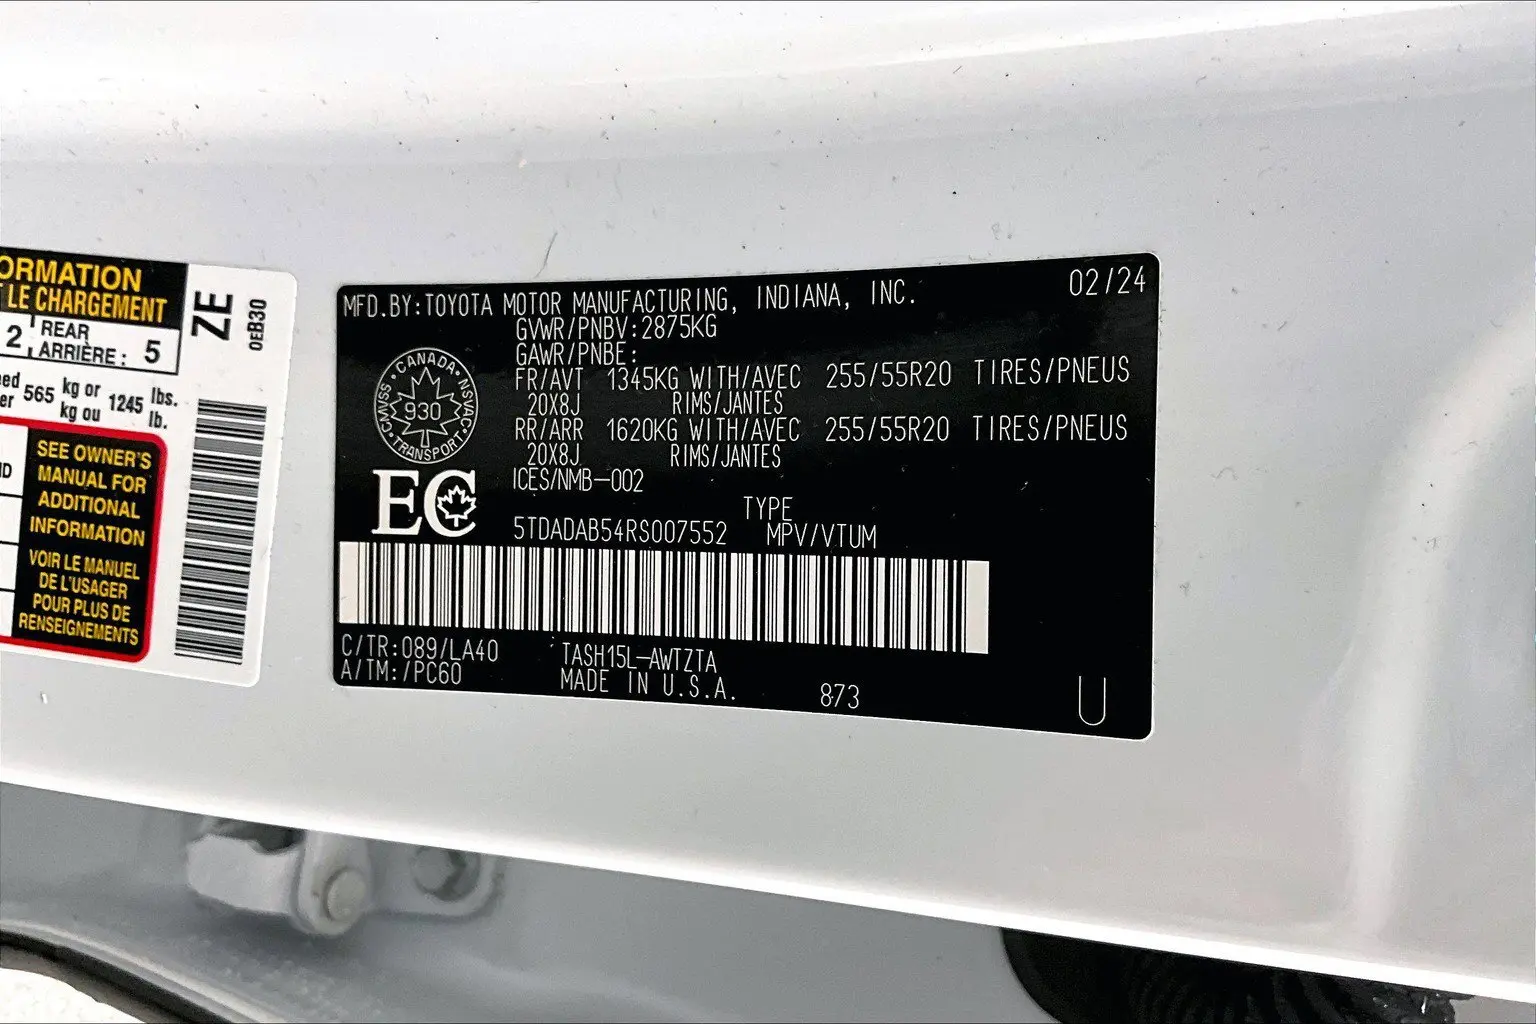 ORMATION
T LE CHARGEMENT
2 REAR
ARRIÈRE : 5
565 kg or 1245 lbs.
kg ou lb.
SEE OWNER'S
MANUAL FOR
ADDITIONAL
INFORMATION
VOIR LE MANUEL
DE L'USAGER
POUR PLUS DE
RENSEIGNEMENTS
ZE
0EB30
MFD.BY:TOYOTA MOTOR MANUFACTURING, INDIANA, INC. 02/24
GVWR/PNBV:2875KG
GAWR/PNBE:
FR/AVT 1345KG WITH/AVEC 255/55R20 TIRES/PNEUS
20X8J RIMS/JANTES
RR/ARR 1620KG WITH/AVEC 255/55R20 TIRES/PNEUS
20X8J RIMS/JANTES
ICES/NMB-002
CANADA • NSVAC • TRANSPORT • CMVSS
930
EC
TYPE
5TDADAB54RS007552 MPV/VTUM
C/TR:089/LA40 TASH15L-AWTZTA
A/TM:/PC60 MADE IN U.S.A. 873
U